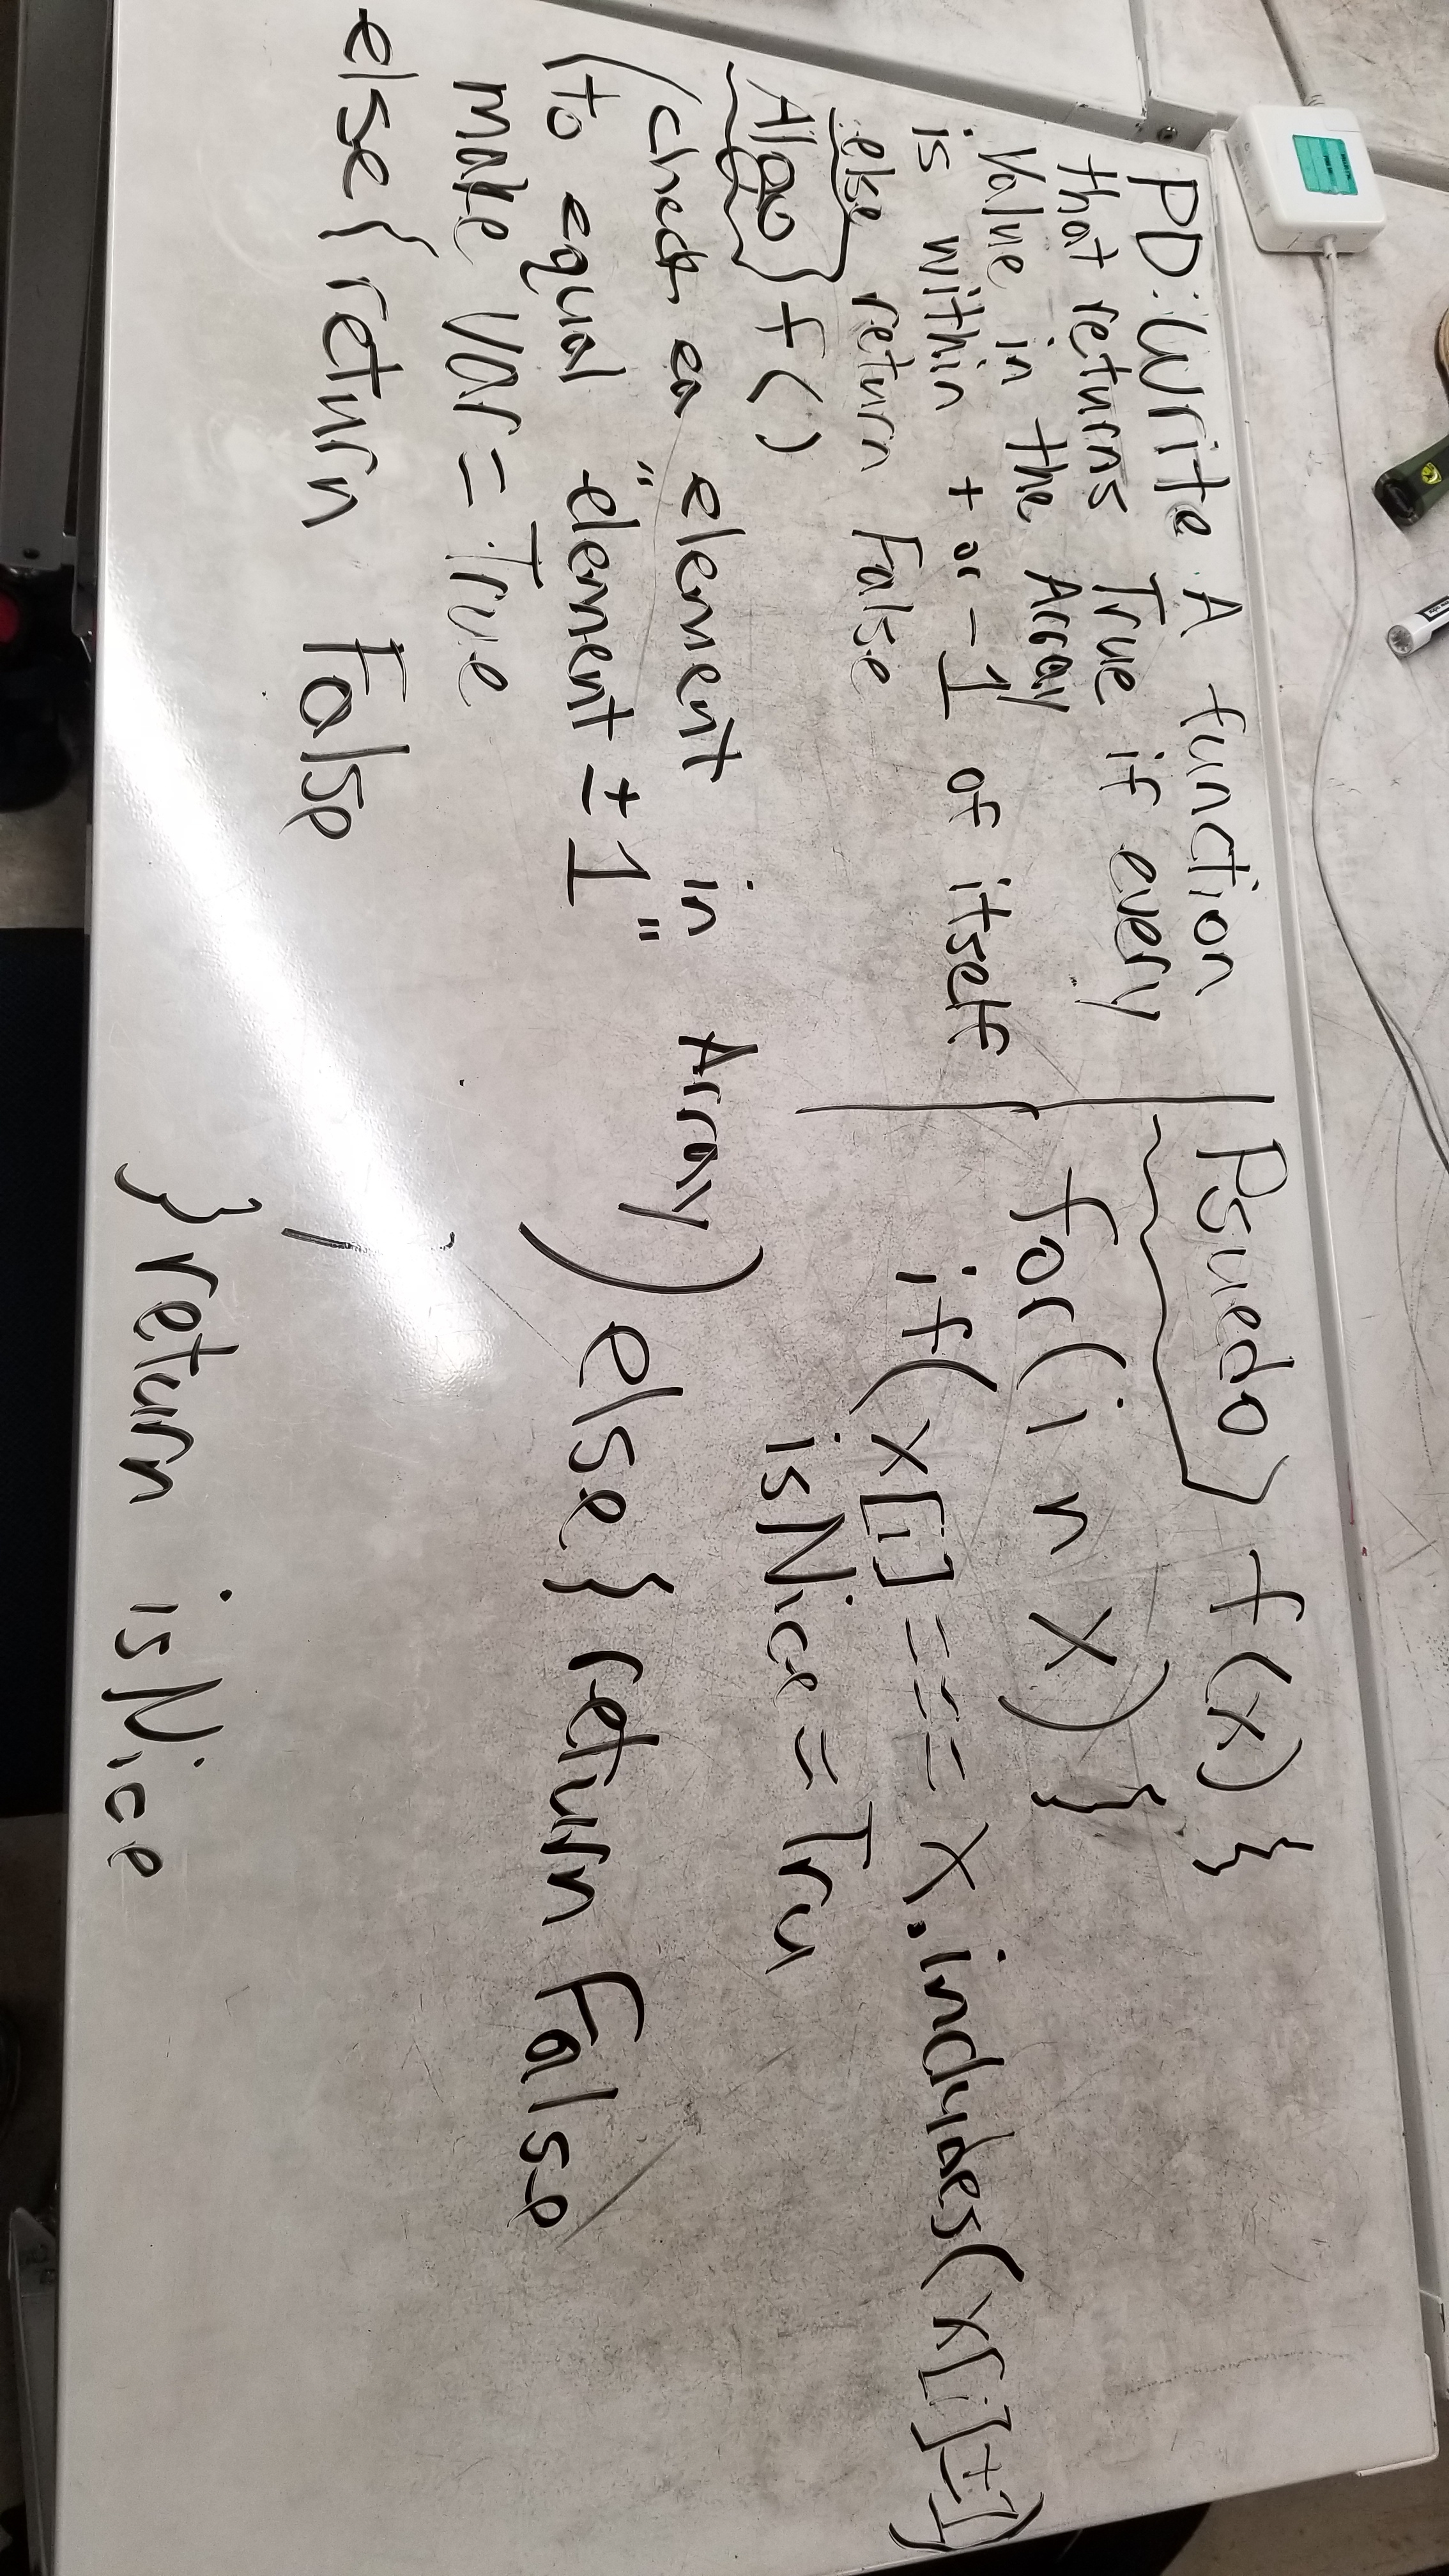 PD: Write A function
that returns True if every
Value in the Array
is within + or - 1 of itself
else return False
Algo} f()
(check ea element in Array)
(to equal "element ± 1")
make Var = True
else { return False
Psuedo} f(x) {
for(i in x) {
if(x[i] === x.includes(x[i]±1)
isNice = Tru
else } return False
} return isNice